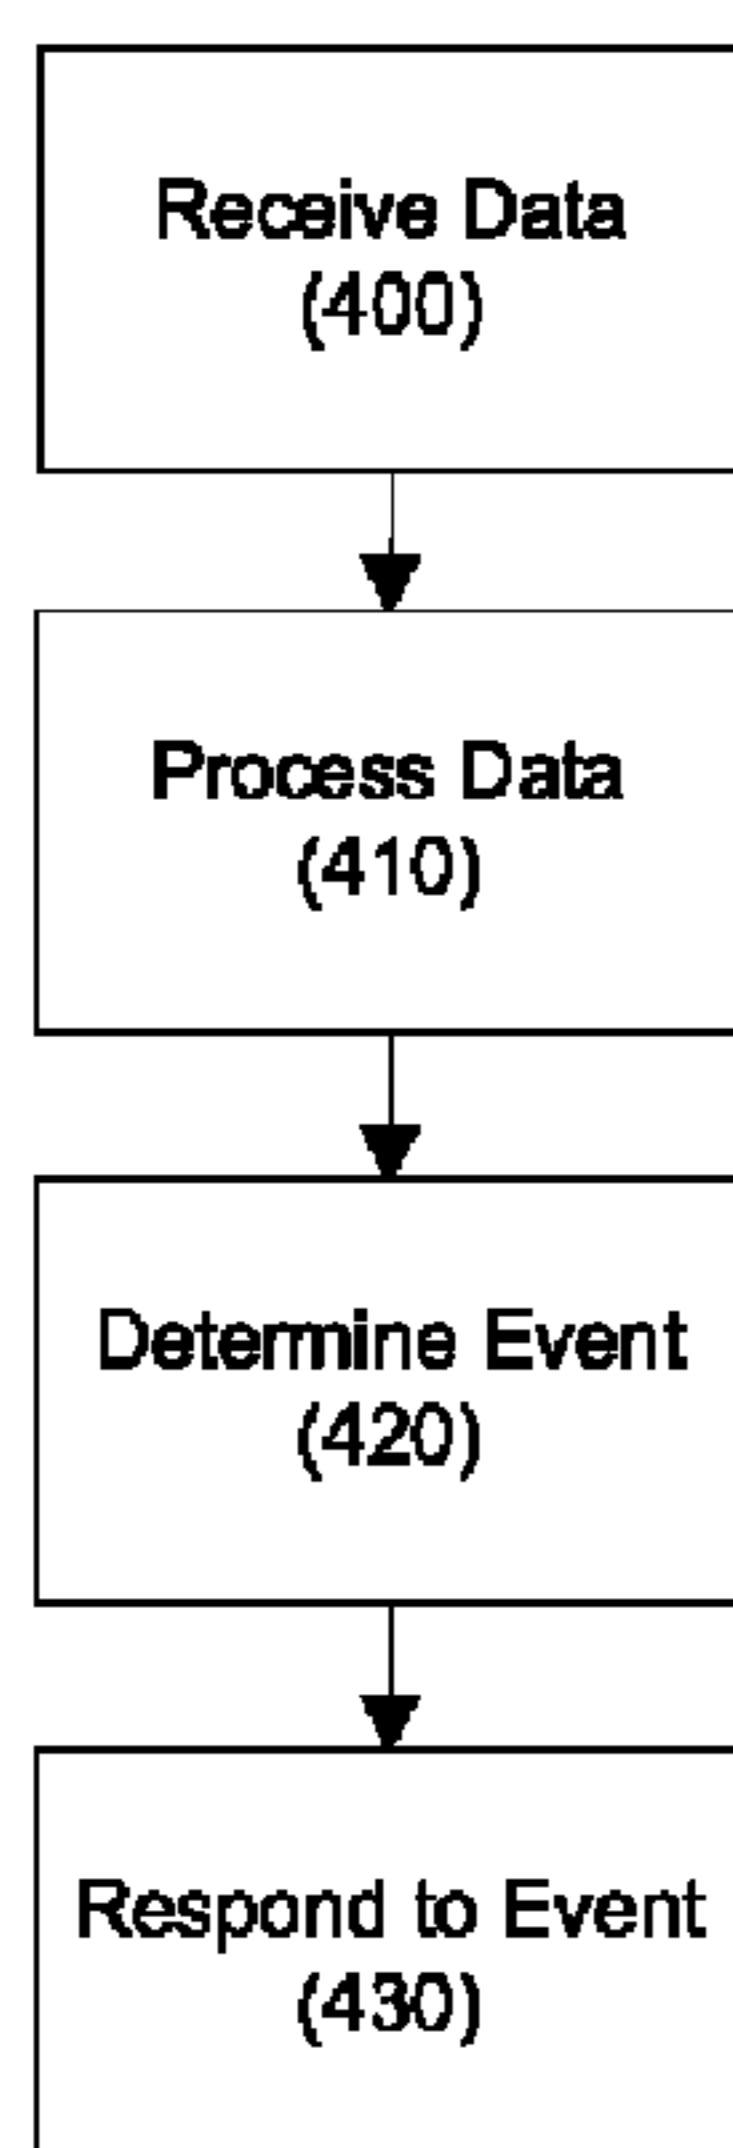 Receive Data
(400)
Process Data
(410)
Determine Event
(420)
Respond to Event
(430)